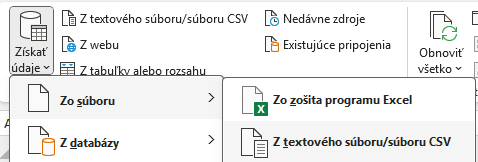 Získať
údaje
Z textového súboru/súboru CSV
Z webu
Z tabuľky alebo rozsahu
Nedávne zdroje
Existujúce pripojenia
Obnoviť
všetko
Zo súboru
Z databázy
Zo zošita programu Excel
Z textového súboru/súboru CSV